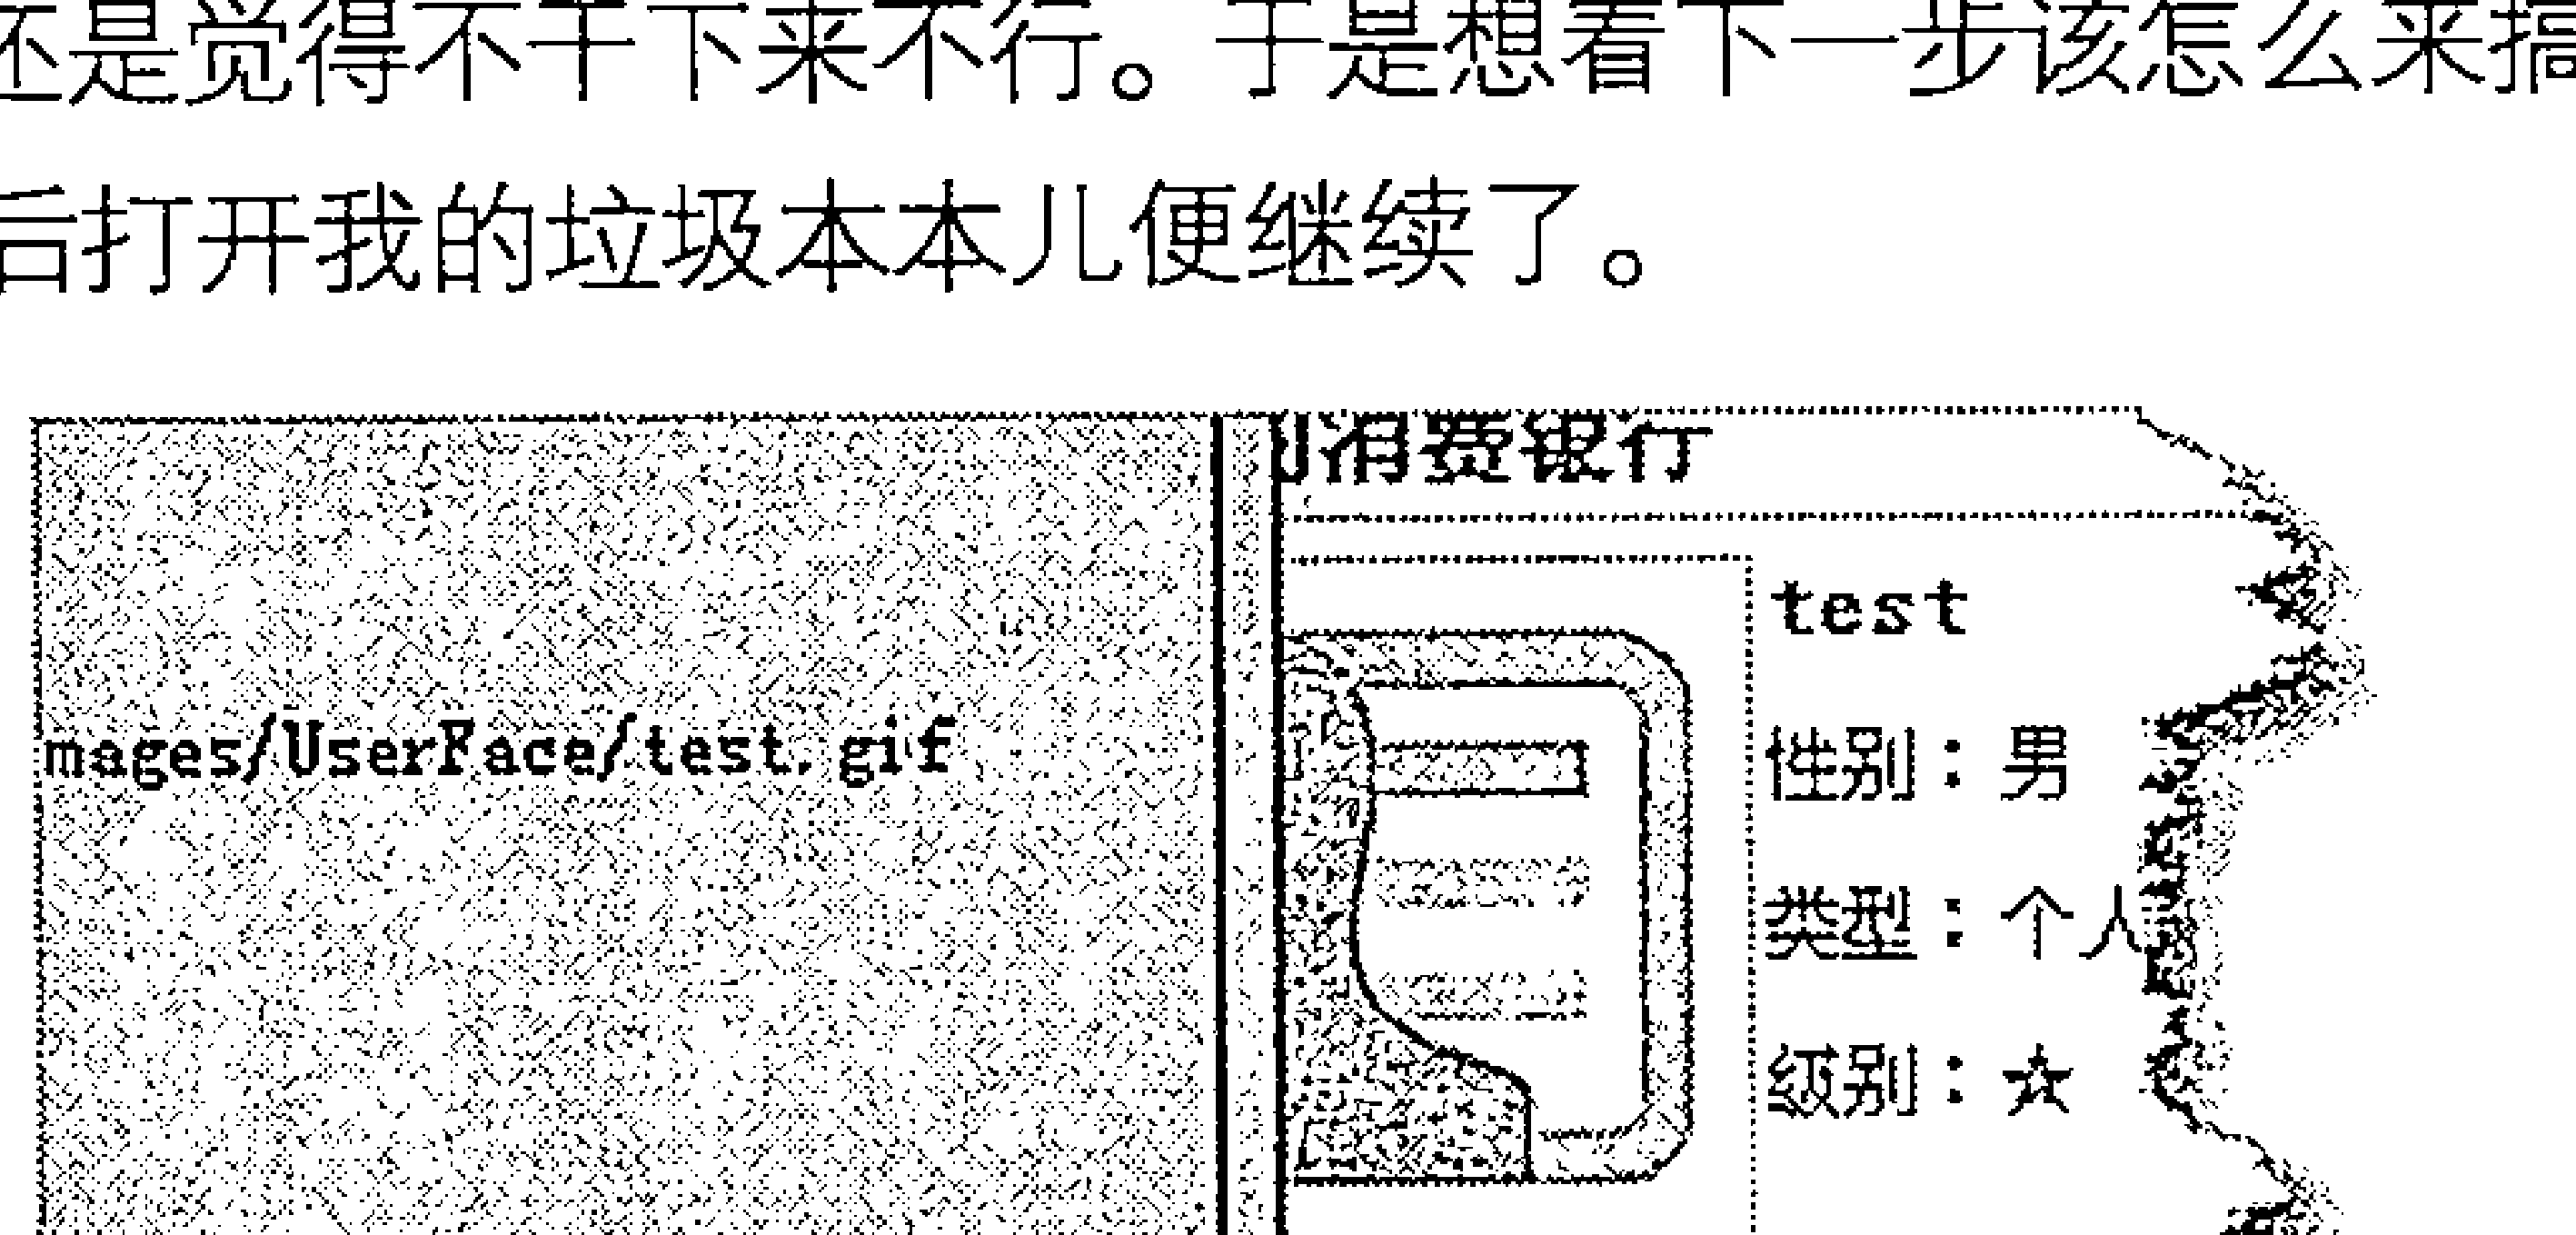 还是觉得不干下来不行。于是想看下一步该怎么来搞
后打开我的垃圾本本儿便继续了。
消费银行
test
mages/UserFace/test.gif
性别：男
类型：个人
级别：☆